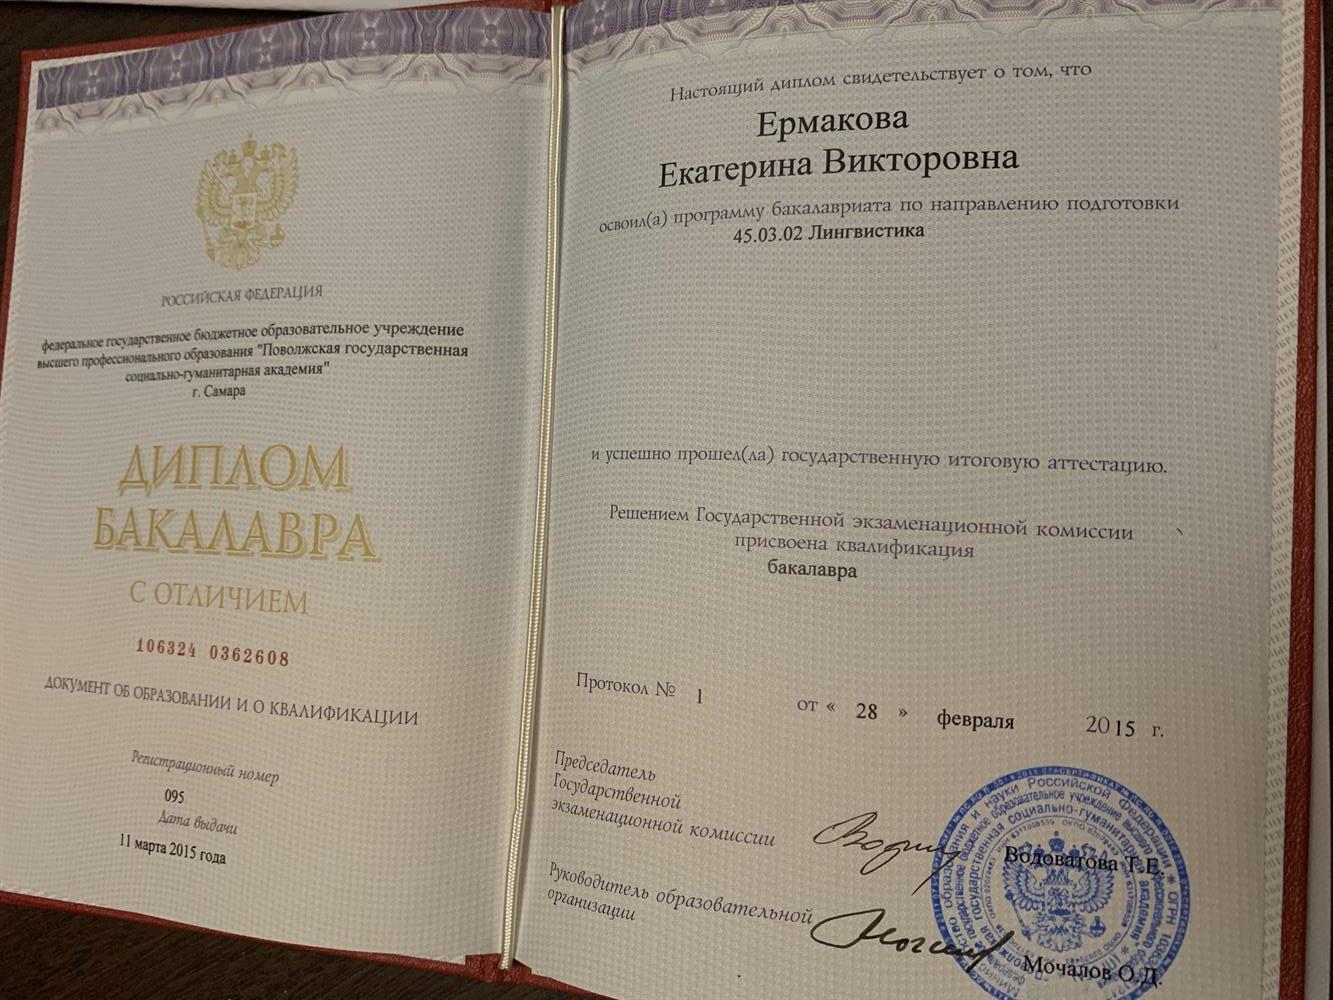 РОССИЙСКАЯ ФЕДЕРАЦИЯ
федеральное государственное бюджетное образовательное учреждение
высшего профессионального образования "Поволжская государственная
социально-гуманитарная академия"
г. Самара
ДИПЛОМ
БАКАЛАВРА
С ОТЛИЧИЕМ
106324 0362608
ДОКУМЕНТ ОБ ОБРАЗОВАНИИ И О КВАЛИФИКАЦИИ
Регистрационный номер
095
Дата выдачи
11 марта 2015 года
Настоящий диплом свидетельствует о том, что
Ермакова
Екатерина Викторовна
освоил(а) программу бакалавриата по направлению подготовки
45.03.02 Лингвистика
и успешно прошел(ла) государственную итоговую аттестацию.
Решением Государственной экзаменационной комиссии
присвоена квалификация
бакалавра
Протокол № 1 от « 28 » февраля 2015 г.
Председатель
Государственной
экзаменационной комиссии
Водоватова Т.Е.
Руководитель образовательной
организации
Мочалов О.Д.